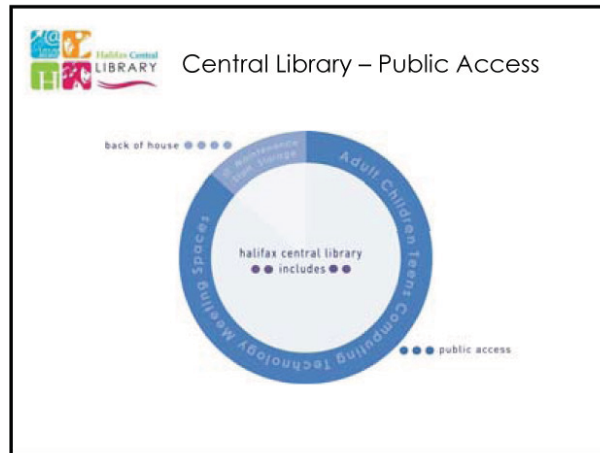 Halifax Central
LIBRARY
Central Library – Public Access
back of house
Maintenance
Staff Storage
Adult Children Teens Computing Technology Meeting Spaces
halifax central library
includes
public access